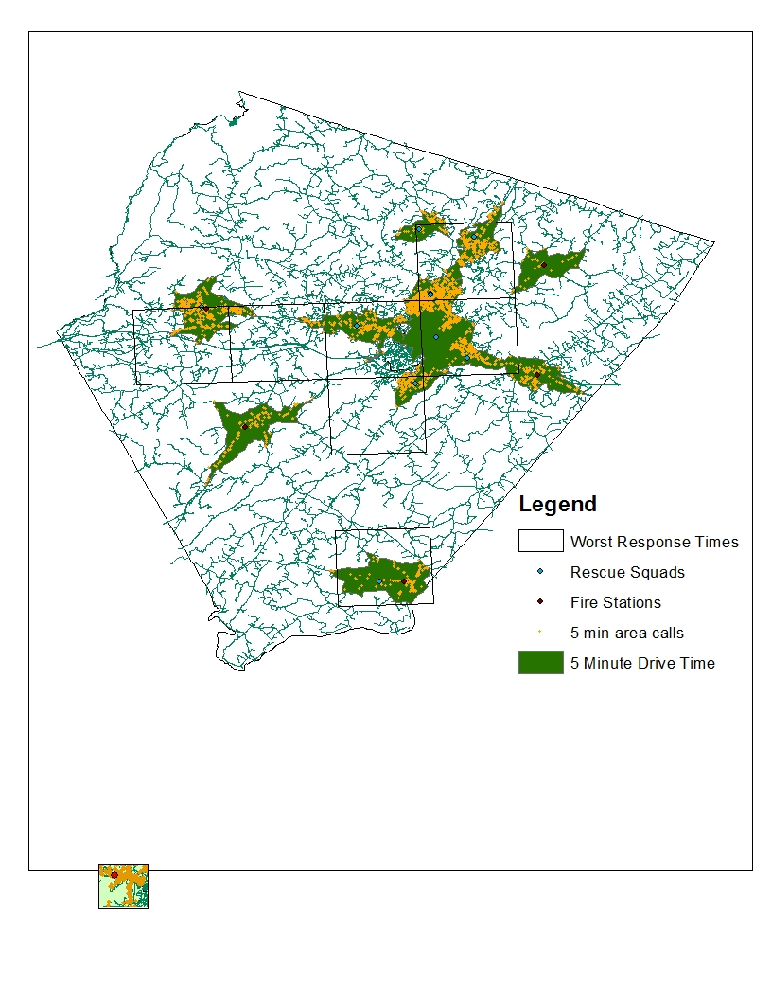 Legend
Worst Response Times
Rescue Squads
Fire Stations
5 min area calls
5 Minute Drive Time